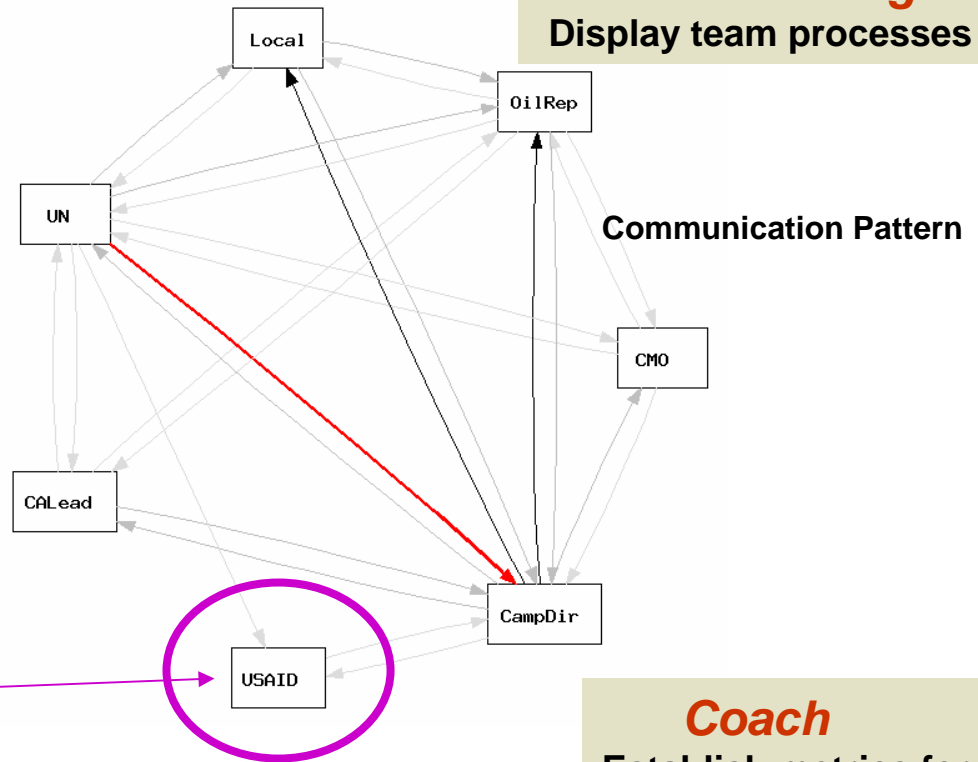 g
Display team processes
Local
OilRep
UN
Communication Pattern
CMO
CALead
CampDir
USAID
Coach